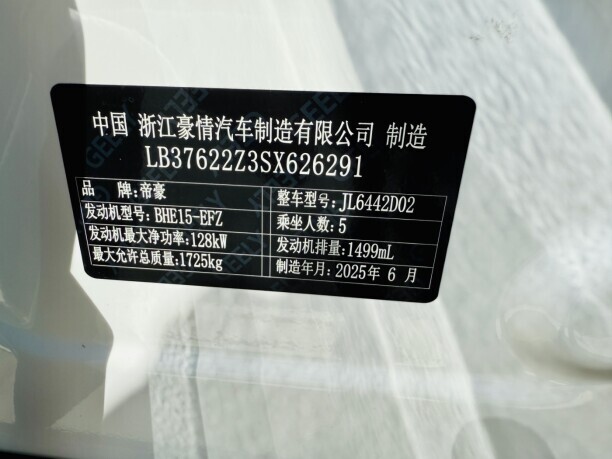 中国 浙江豪情汽车制造有限公司 制造
LB37622Z3SX626291
品 牌:帝豪 整车型号:JL6442D02
发动机型号:BHE15-EFZ 乘坐人数:5
发动机最大净功率:128kW 发动机排量:1499mL
最大允许总质量:1725kg 制造年月:2025年 6 月